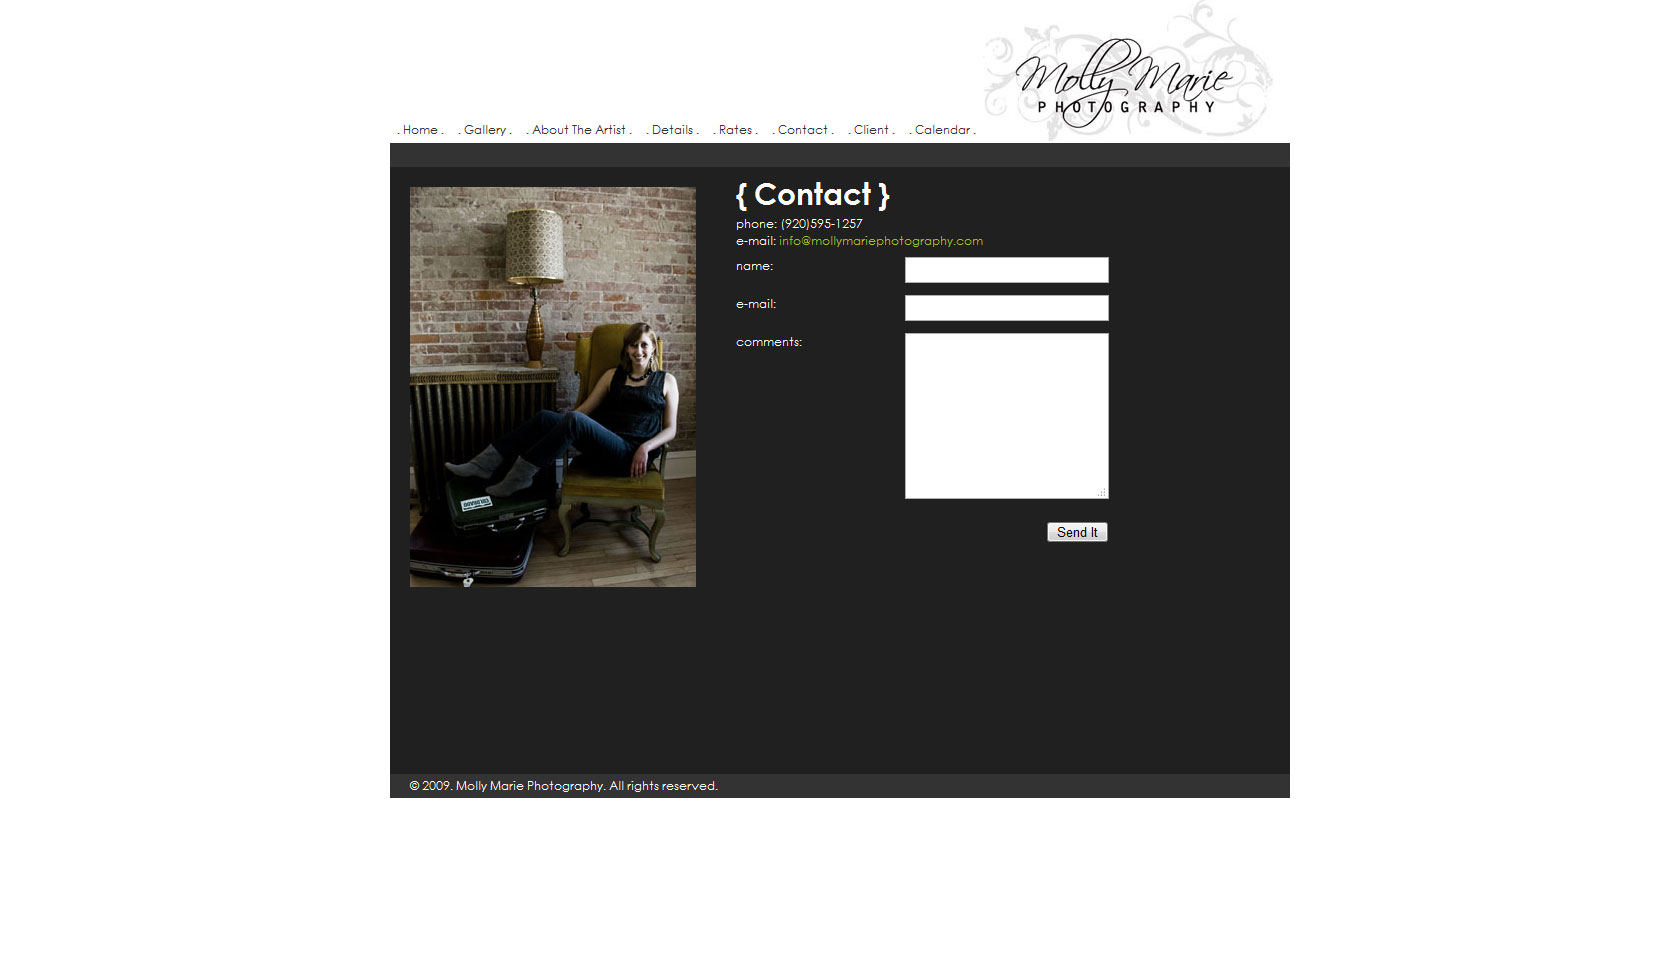 Molly Marie
PHOTOGRAPHY
. Home . . Gallery . . About The Artist . . Details . . Rates . . Contact . . Client . . Calendar .
{ Contact }
phone: (920)595-1257
e-mail: info@mollymariephotography.com
name:
e-mail:
comments:
COLORADO
Send It
© 2009. Molly Marie Photography. All rights reserved.